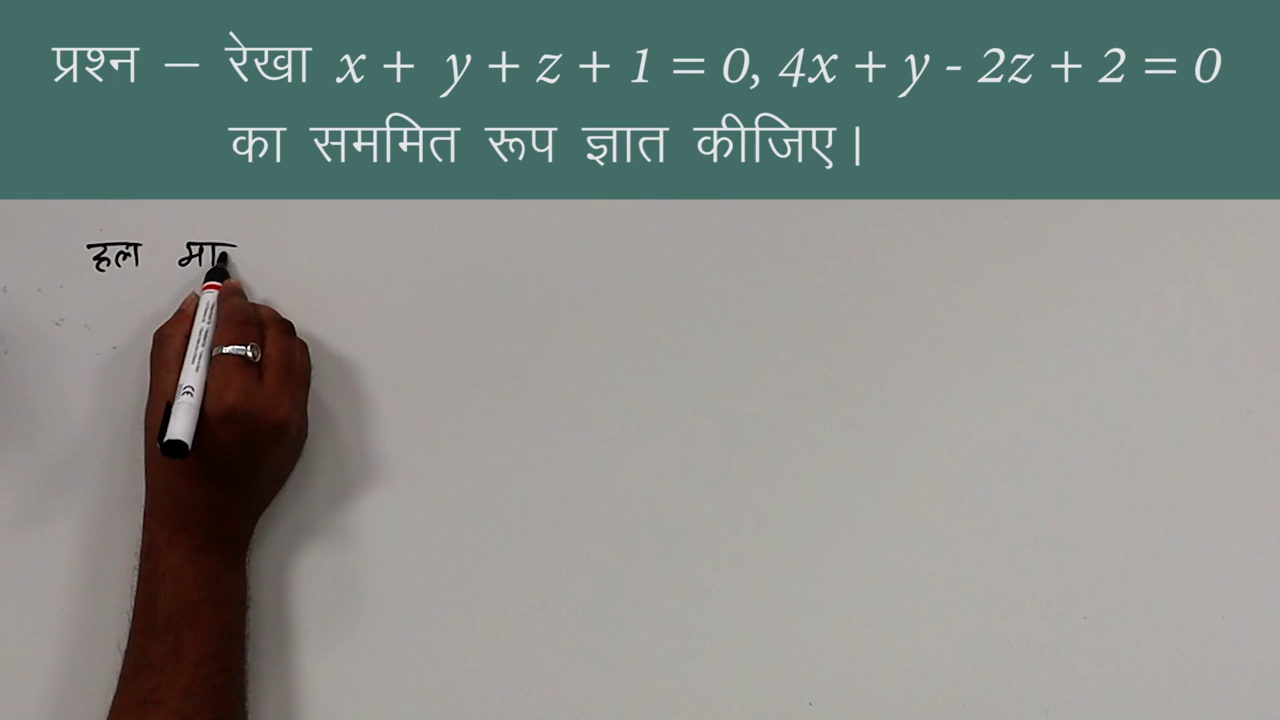 प्रश्न – रेखा x + y + z + 1 = 0, 4x + y - 2z + 2 = 0
का सममित रूप ज्ञात कीजिए।
हल